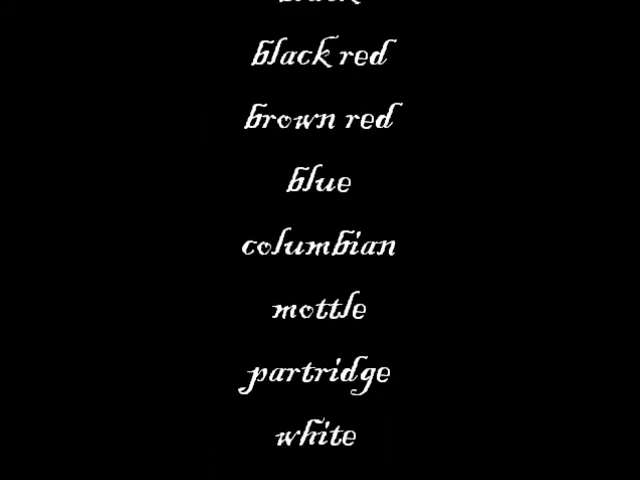 black red
brown red
blue
columbian
mottle
partridge
white